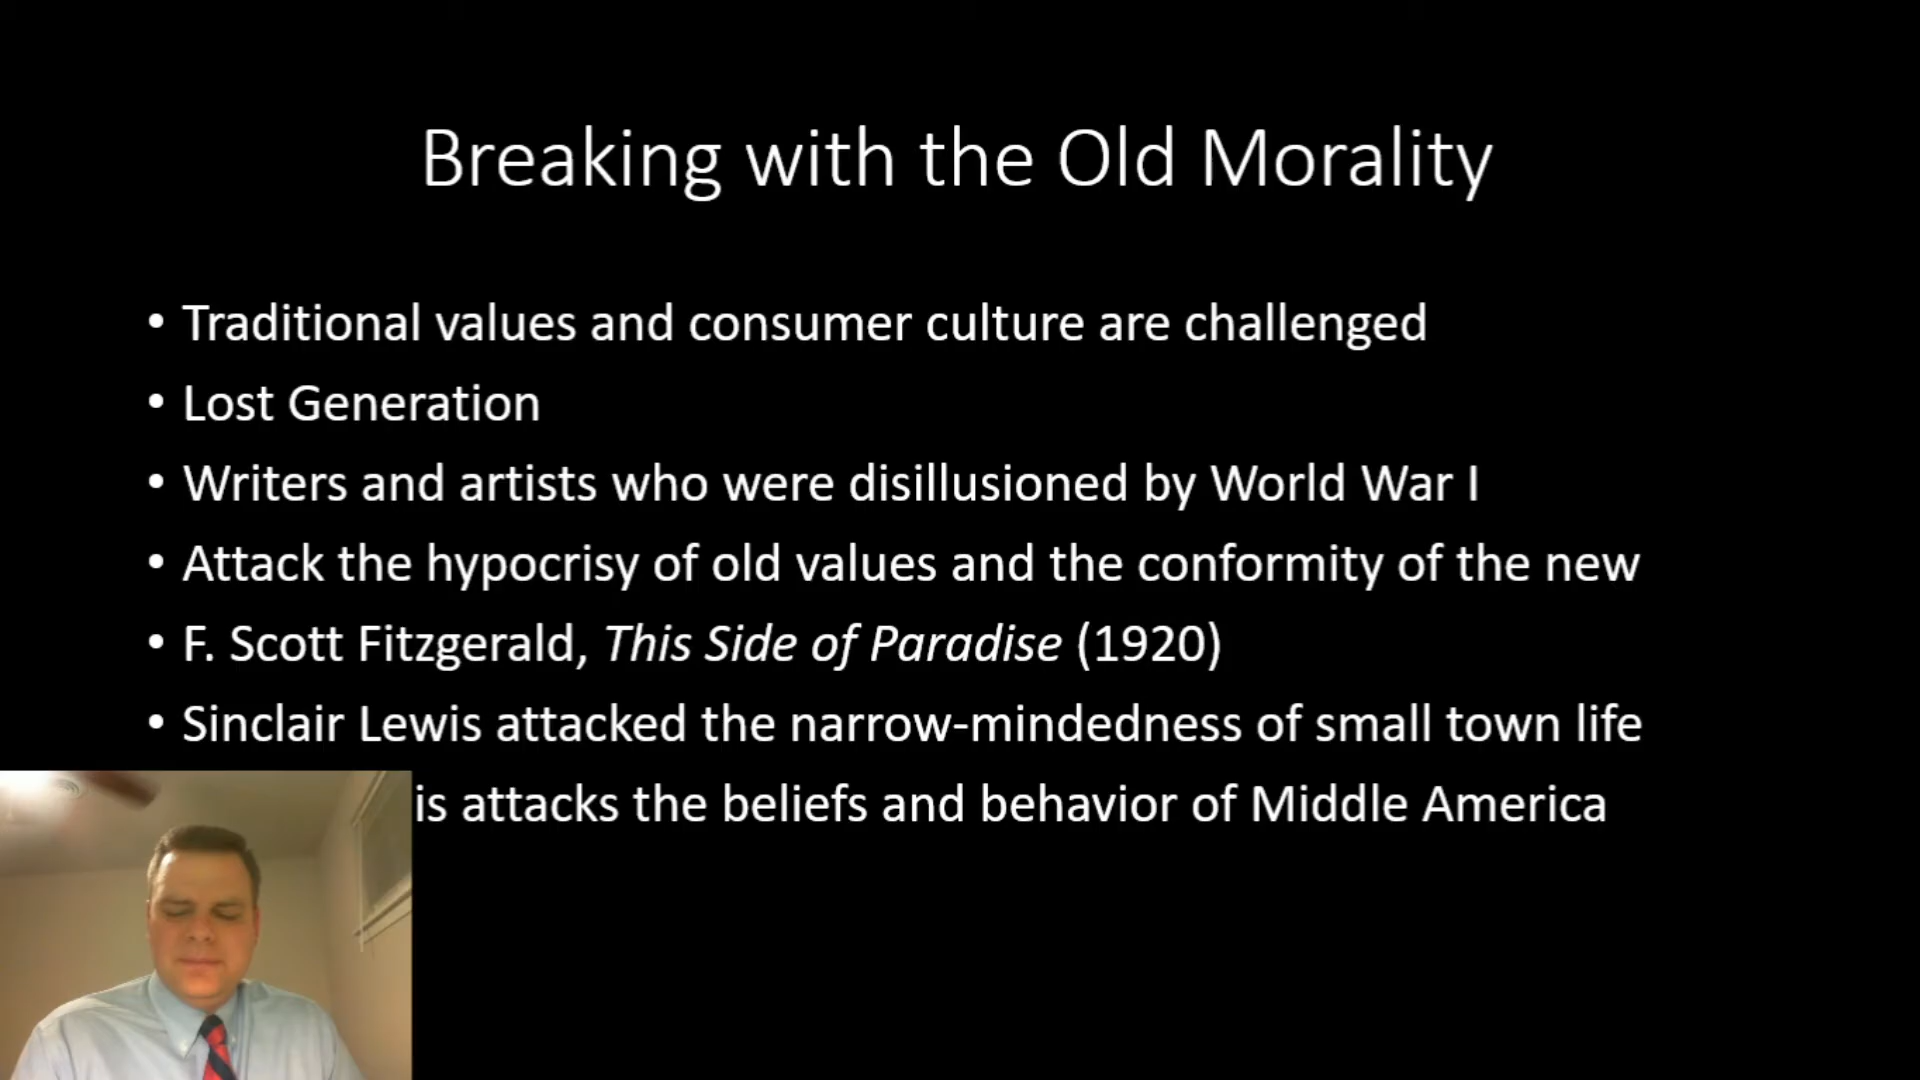 Breaking with the Old Morality
• Traditional values and consumer culture are challenged
• Lost Generation
• Writers and artists who were disillusioned by World War I
• Attack the hypocrisy of old values and the conformity of the new
• F. Scott Fitzgerald, This Side of Paradise (1920)
• Sinclair Lewis attacked the narrow-mindedness of small town life
is attacks the beliefs and behavior of Middle America